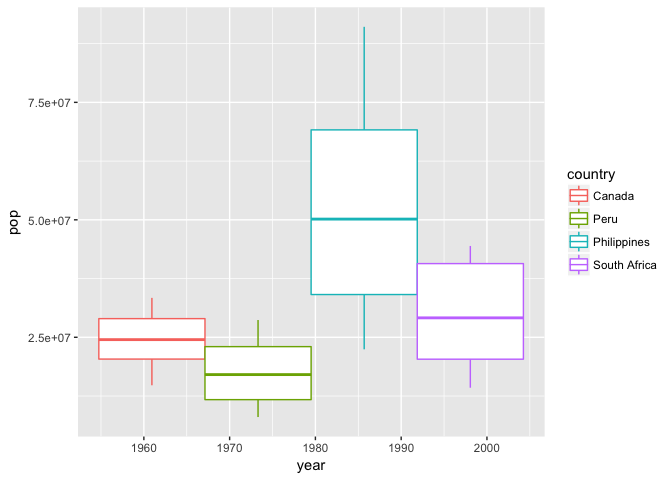 7.5e+07
5.0e+07
2.5e+07
pop
1960 1970 1980 1990 2000
year
country
Canada
Peru
Philippines
South Africa